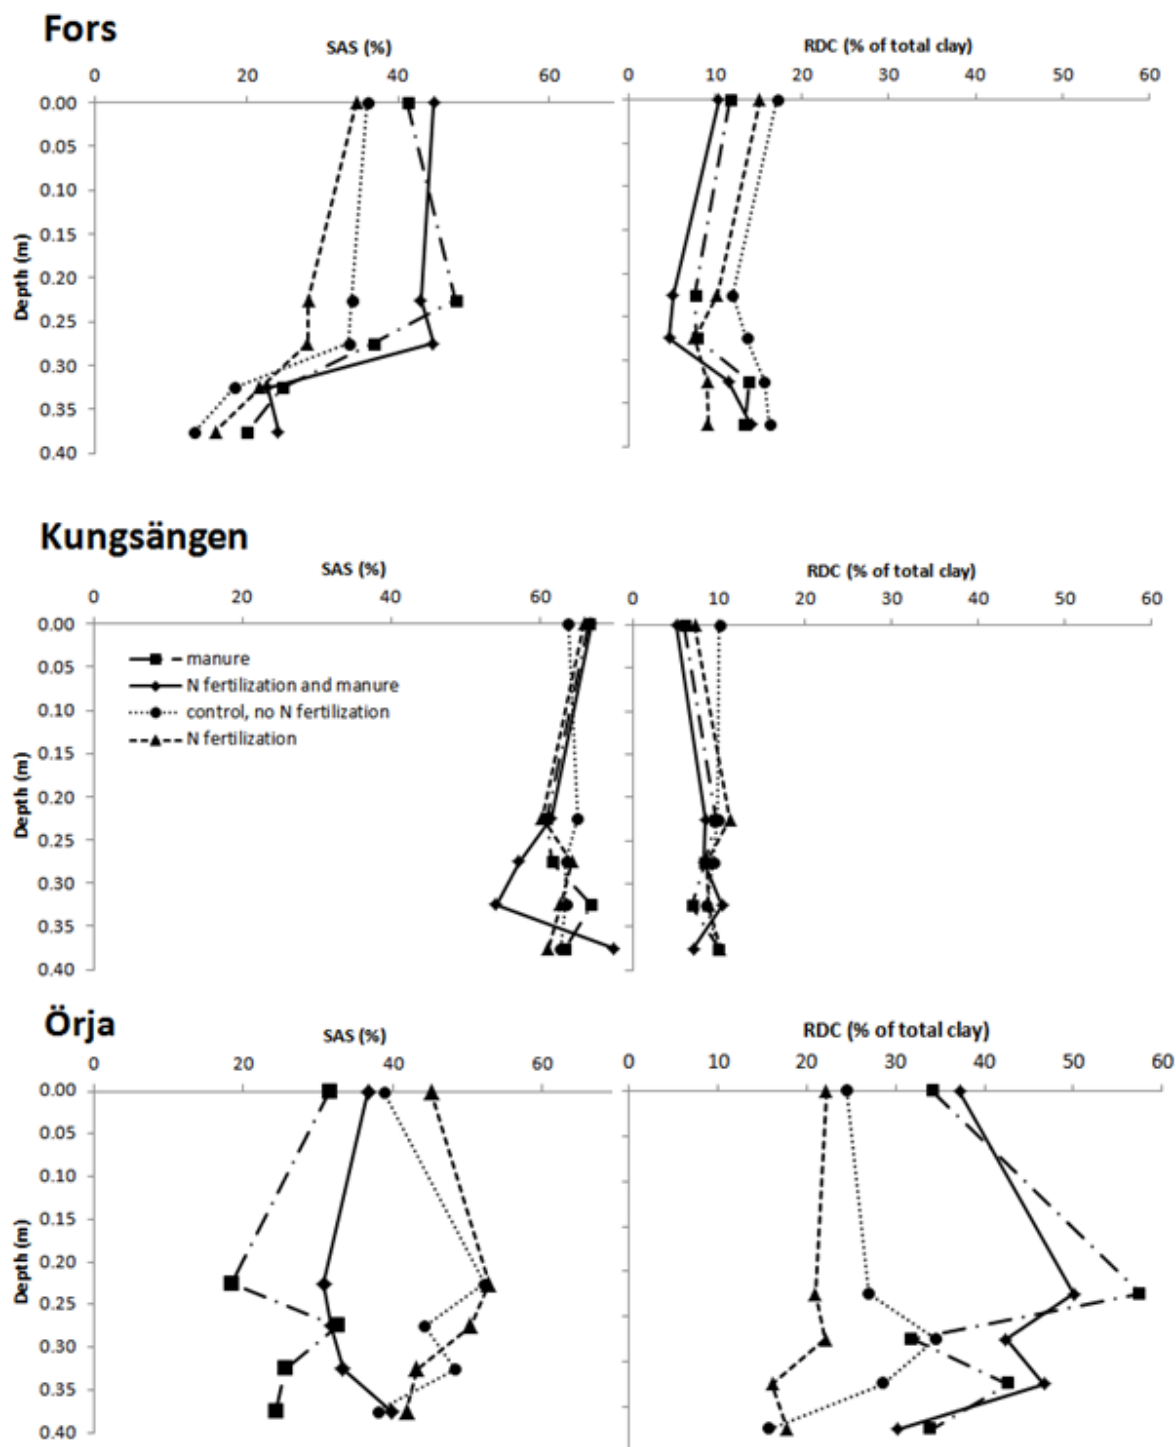 Fors
SAS (%)
RDC (% of total clay)
0 20 40 60
0 10 20 30 40 50 60
0.00
0.05
0.10
0.15
0.20
0.25
0.30
0.35
0.40
Depth (m)
Kungsängen
SAS (%)
RDC (% of total clay)
0 20 40 60
0 10 20 30 40 50 60
0.00
0.05
0.10
0.15
0.20
0.25
0.30
0.35
0.40
Depth (m)
manure
N fertilization and manure
control, no N fertilization
N fertilization
Örja
SAS (%)
RDC (% of total clay)
0 20 40 60
0 10 20 30 40 50 60
0.00
0.05
0.10
0.15
0.20
0.25
0.30
0.35
0.40
Depth (m)